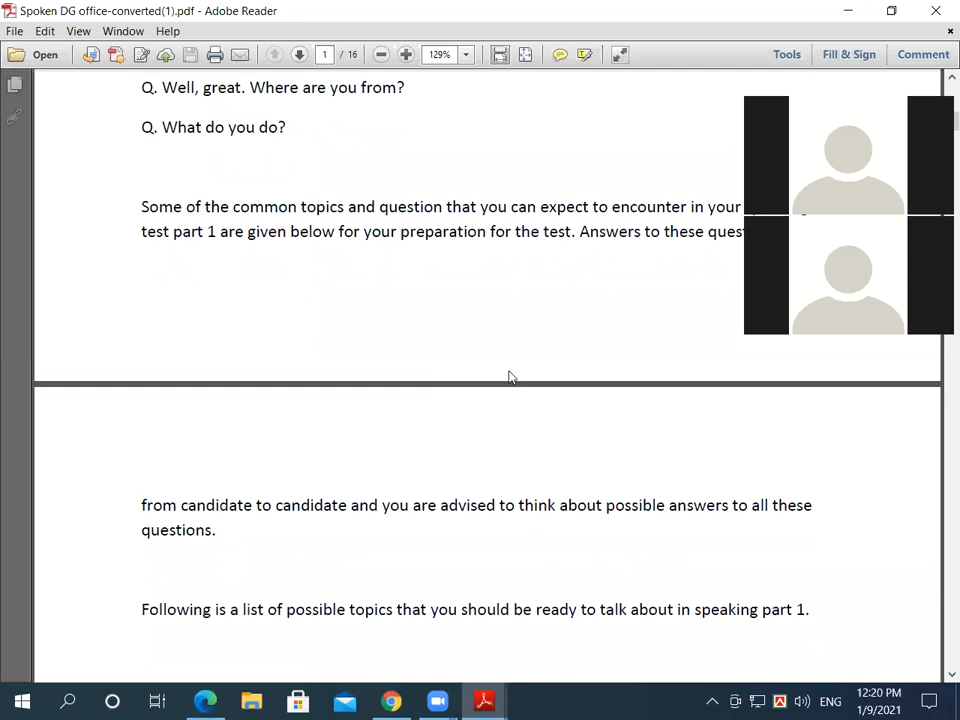 Spoken DG office-converted(1).pdf - Adobe Reader
File Edit View Window Help
Open 1 / 16 129% Tools Fill & Sign Comment
Q. Well, great. Where are you from?
Q. What do you do?
Some of the common topics and question that you can expect to encounter in your
test part 1 are given below for your preparation for the test. Answers to these
from candidate to candidate and you are advised to think about possible answers to all these
questions.
Following is a list of possible topics that you should be ready to talk about in speaking part 1.
ENG
12:20 PM
1/9/2021